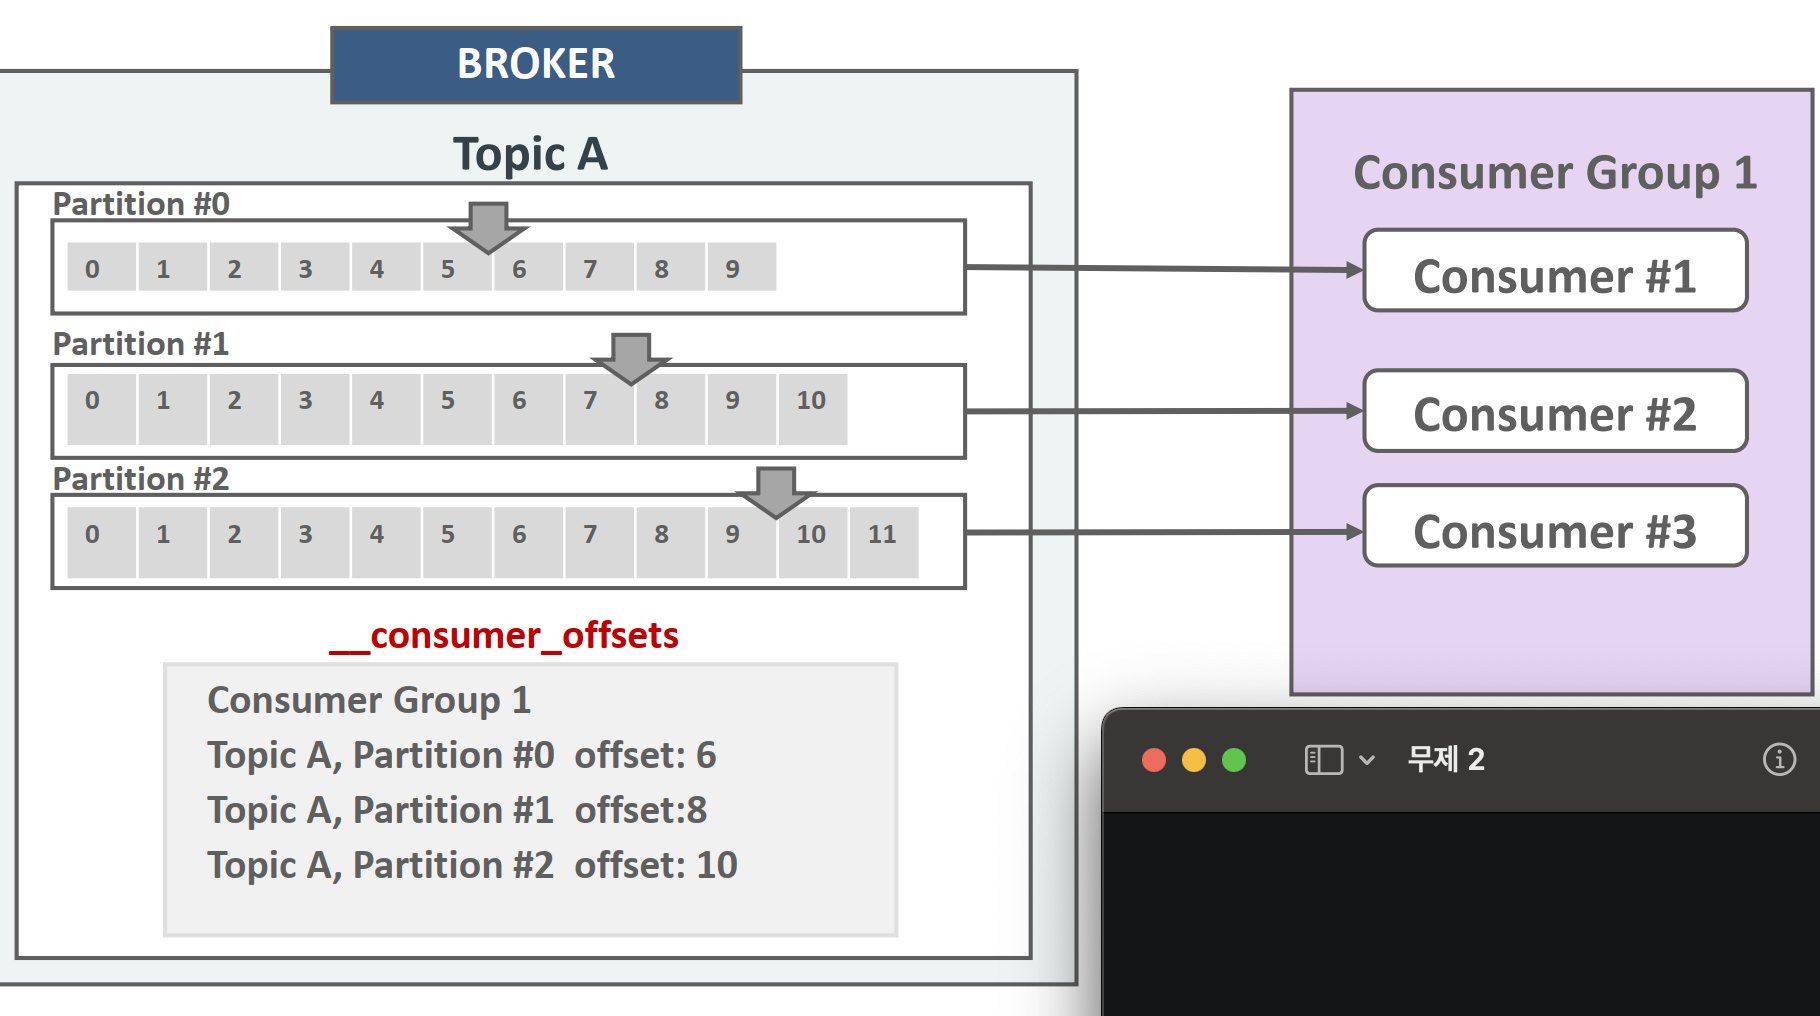 BROKER
Topic A
Partition #0
0 1 2 3 4 5 6 7 8 9
Partition #1
0 1 2 3 4 5 6 7 8 9 10
Partition #2
0 1 2 3 4 5 6 7 8 9 10 11
__consumer_offsets
Consumer Group 1
Topic A, Partition #0 offset: 6
Topic A, Partition #1 offset:8
Topic A, Partition #2 offset: 10
Consumer Group 1
Consumer #1
Consumer #2
Consumer #3
무제 2